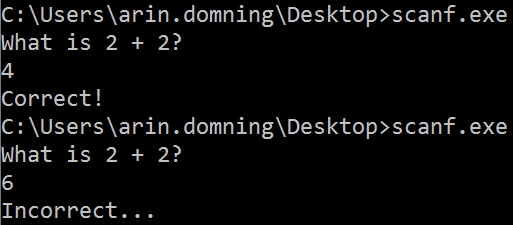 C:\Users\arin.domning\Desktop>scanf.exe
What is 2 + 2?
4
Correct!
C:\Users\arin.domning\Desktop>scanf.exe
What is 2 + 2?
6
Incorrect...